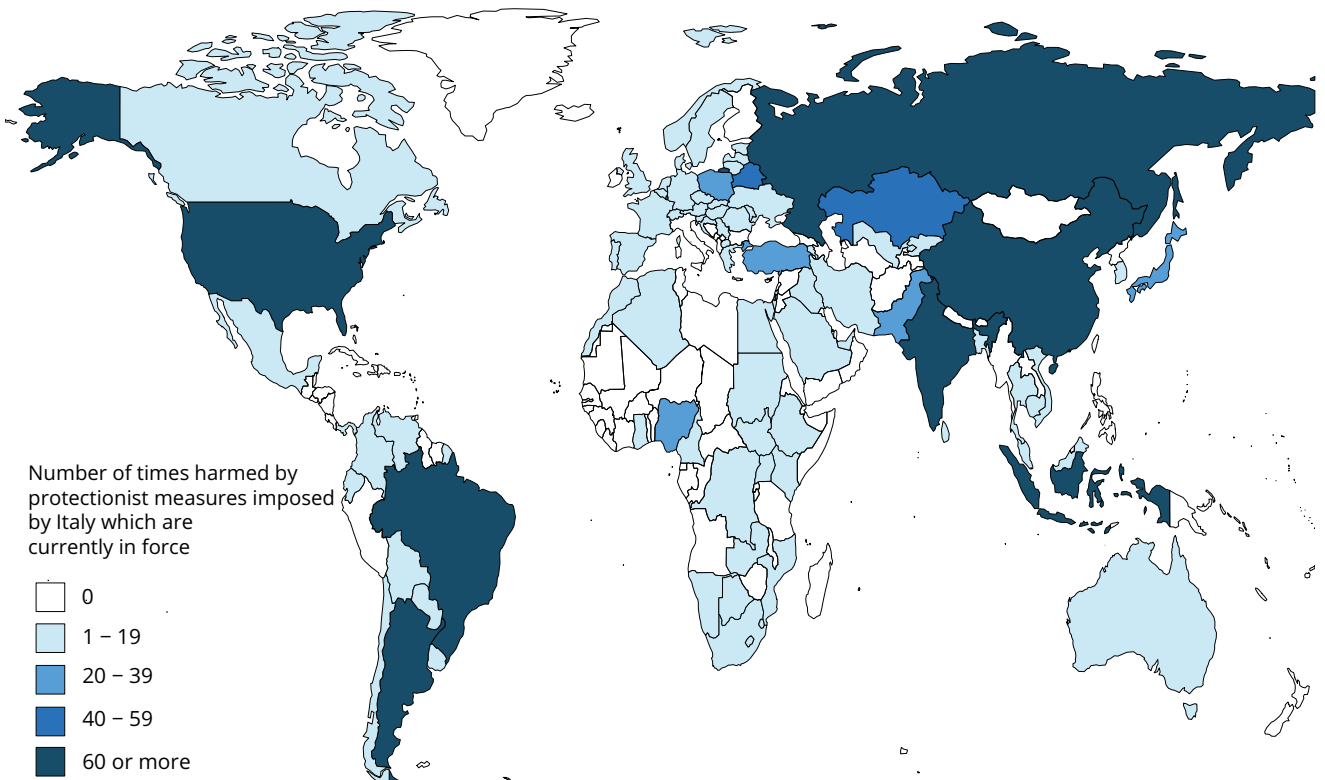 Number of times harmed by
protectionist measures imposed
by Italy which are
currently in force
0
1 − 19
20 − 39
40 − 59
60 or more